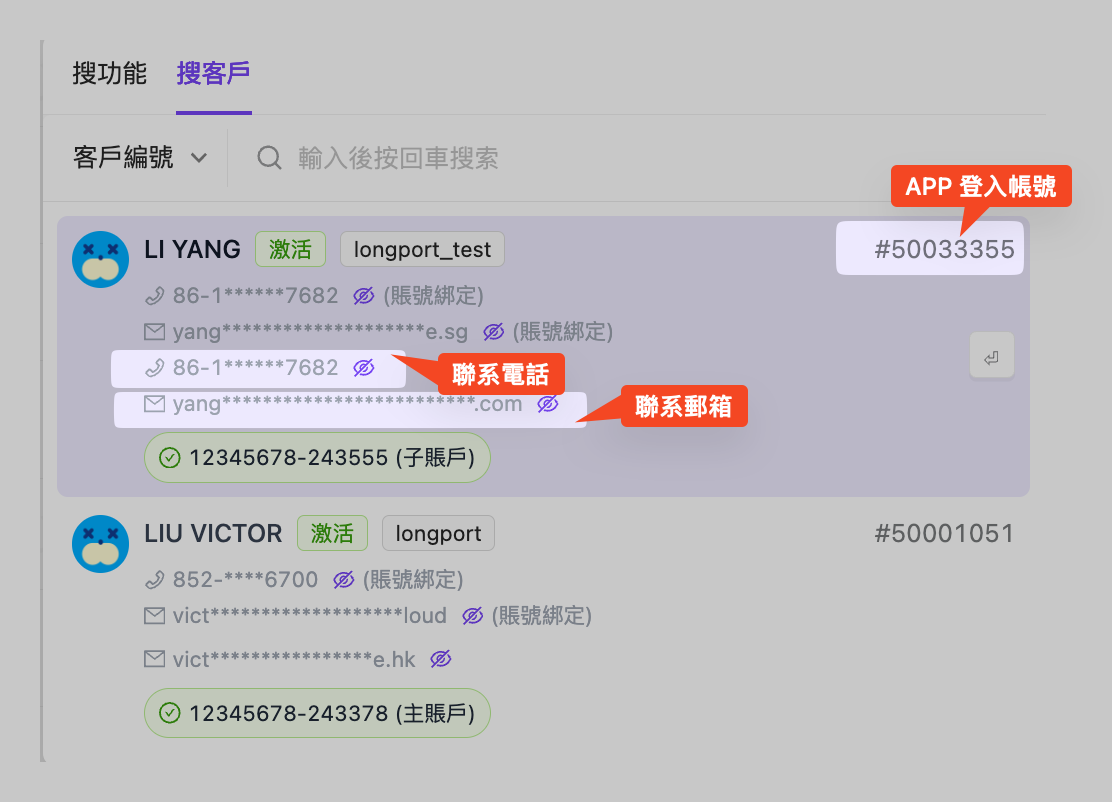 搜功能 搜客戶
客戶編號 輸入後按回車搜索
APP 登入帳號
LI YANG 激活 longport_test #50033355
86-1******7682 (賬號綁定)
yang********************e.sg (賬號綁定)
86-1******7682
聯系電話
yang*************************.com
聯系郵箱
12345678-243555 (子賬戶)
LIU VICTOR 激活 longport #50001051
852-****6700 (賬號綁定)
vict*******************loud (賬號綁定)
vict****************e.hk
12345678-243378 (主賬戶)